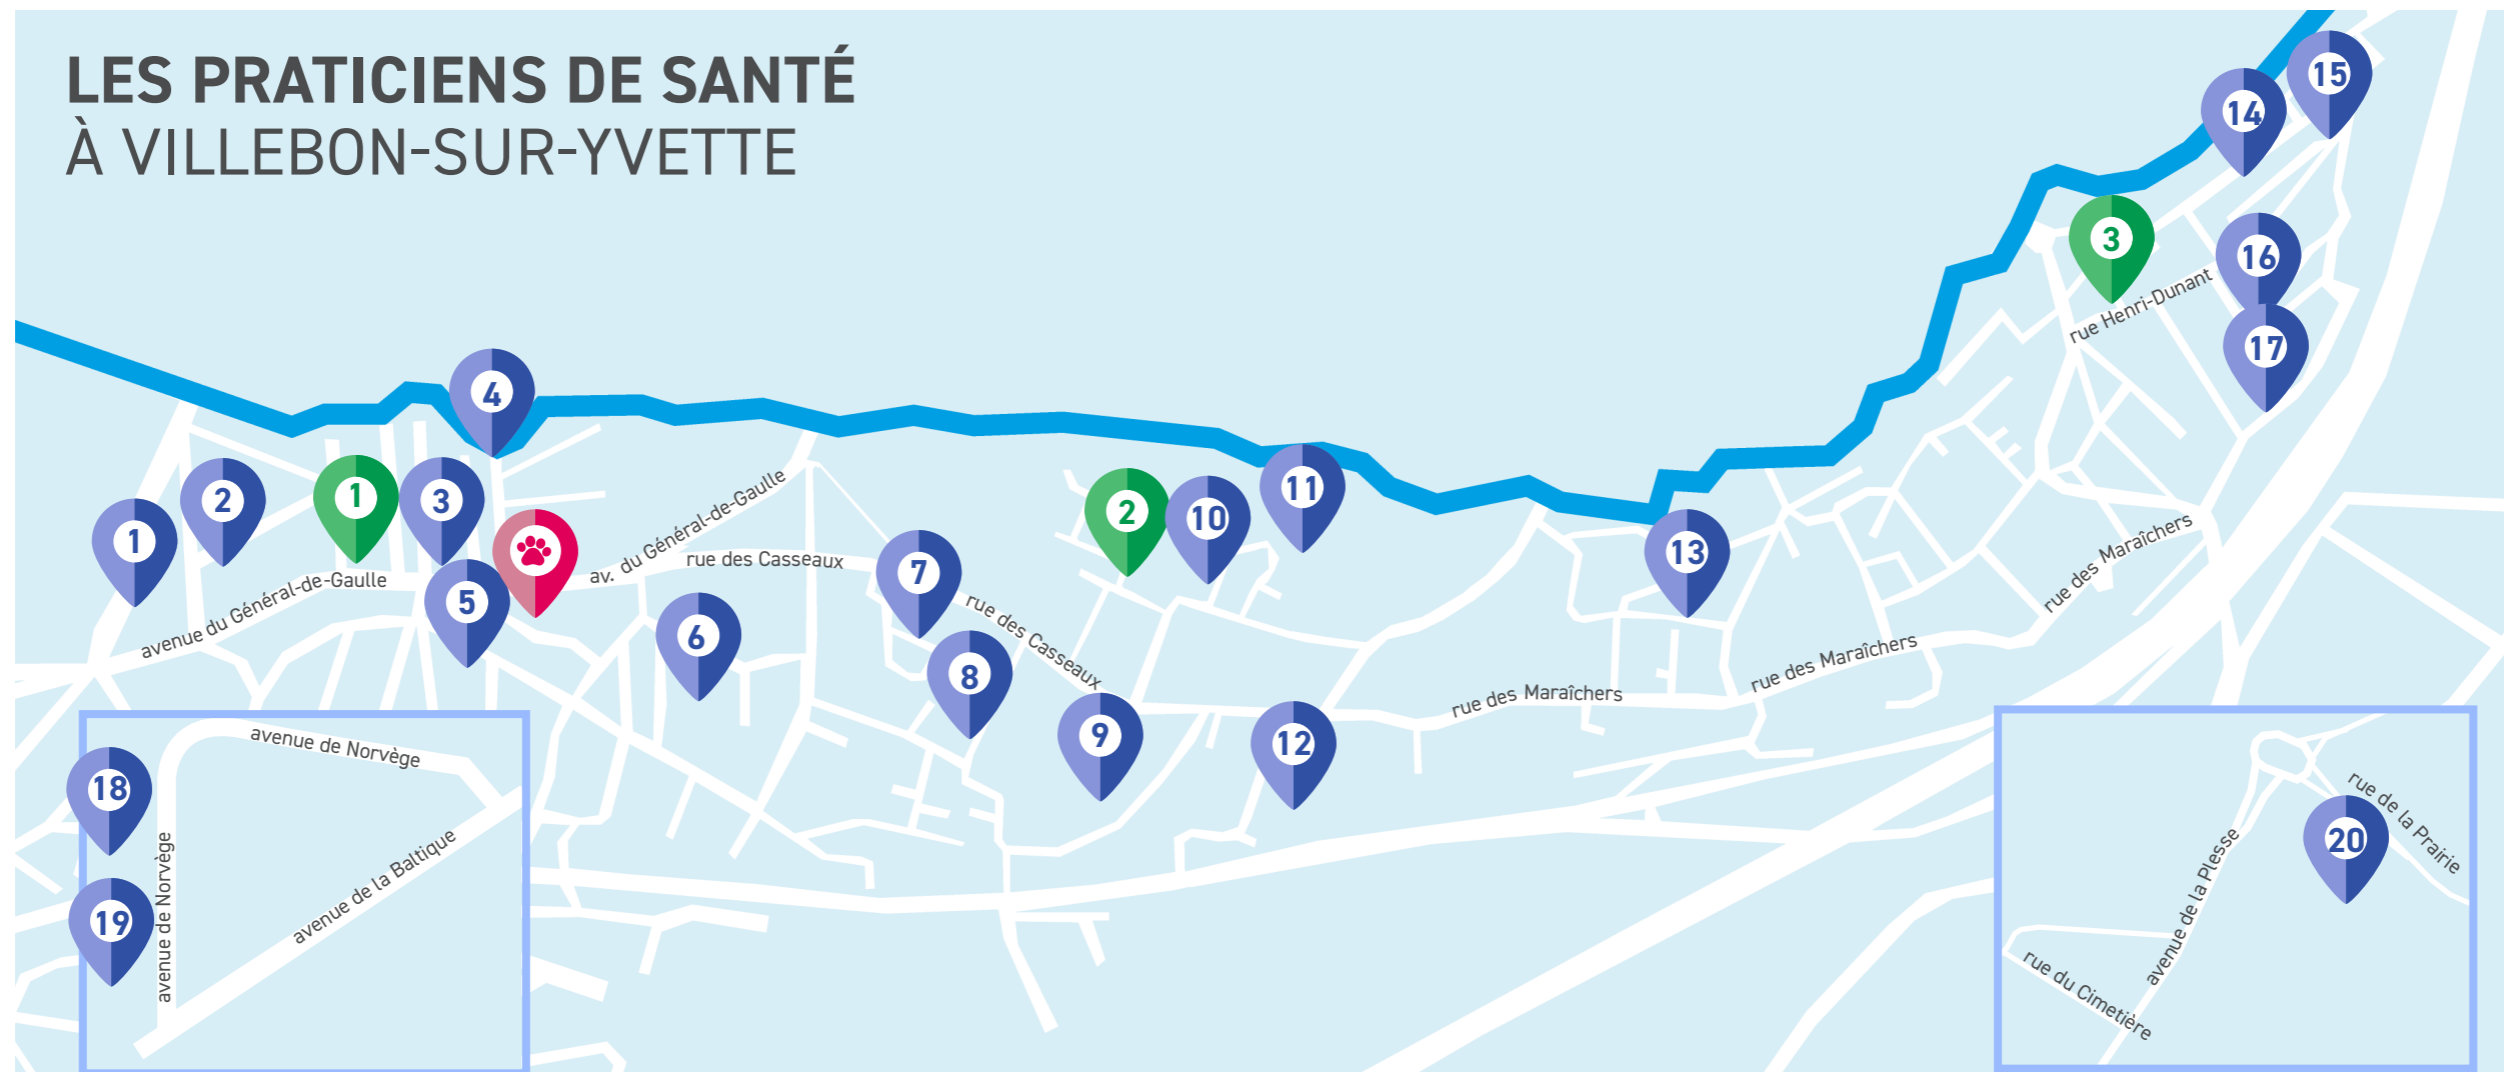 LES PRATICIENS DE SANTÉ
À VILLEBON-SUR-YVETTE
15
14
3
16
rue Henri-Dunant
17
4
11
2
1
3
2
10
1
av. du Général-de-Gaulle
rue des Casseaux
7
13
rue des Maraîchers
avenue du Général-de-Gaulle
5
6
rue des Casseaux
8
rue des Maraîchers
rue des Maraîchers
9
12
avenue de Norvège
18
avenue de Norvège
19
avenue de la Baltique
rue de la Prairie
20
avenue de la Plesse
rue du Cimetière